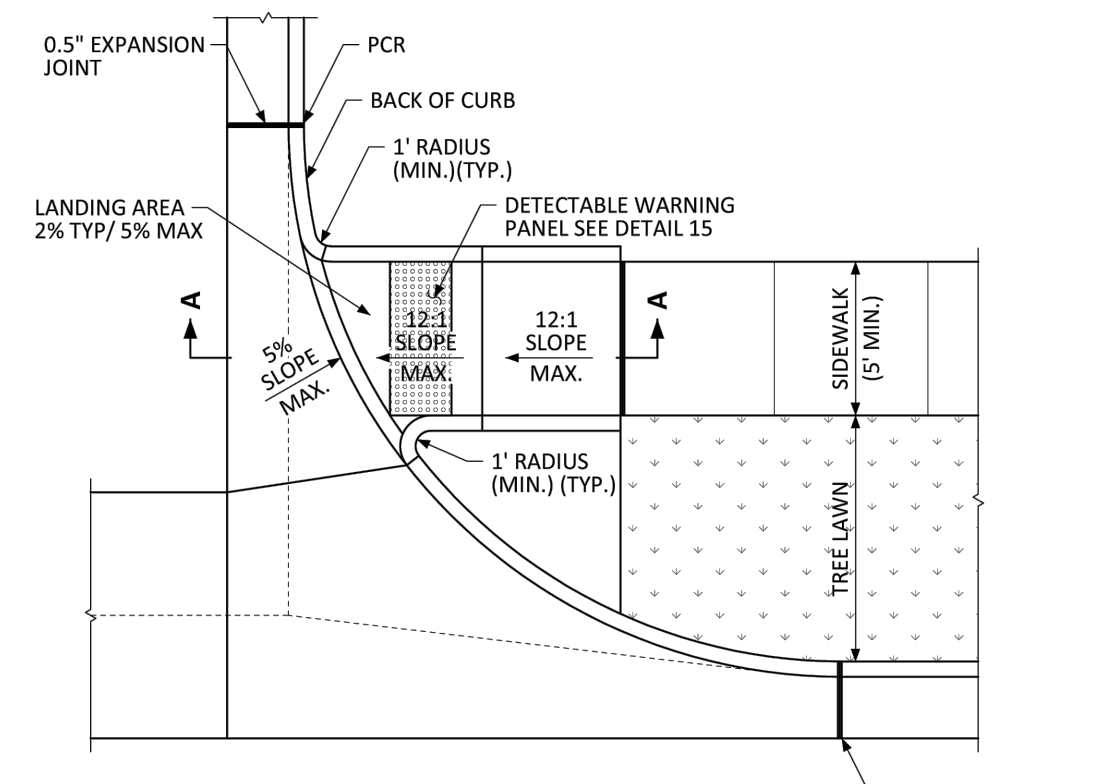 0.5" EXPANSION
JOINT
PCR
BACK OF CURB
1' RADIUS
(MIN.)(TYP.)
LANDING AREA
2% TYP/ 5% MAX
DETECTABLE WARNING
PANEL SEE DETAIL 15
A
A
12:1
SLOPE
MAX.
12:1
SLOPE
MAX.
SIDEWALK
(5' MIN.)
5%
SLOPE
MAX.
1' RADIUS
(MIN.) (TYP.)
TREE LAWN